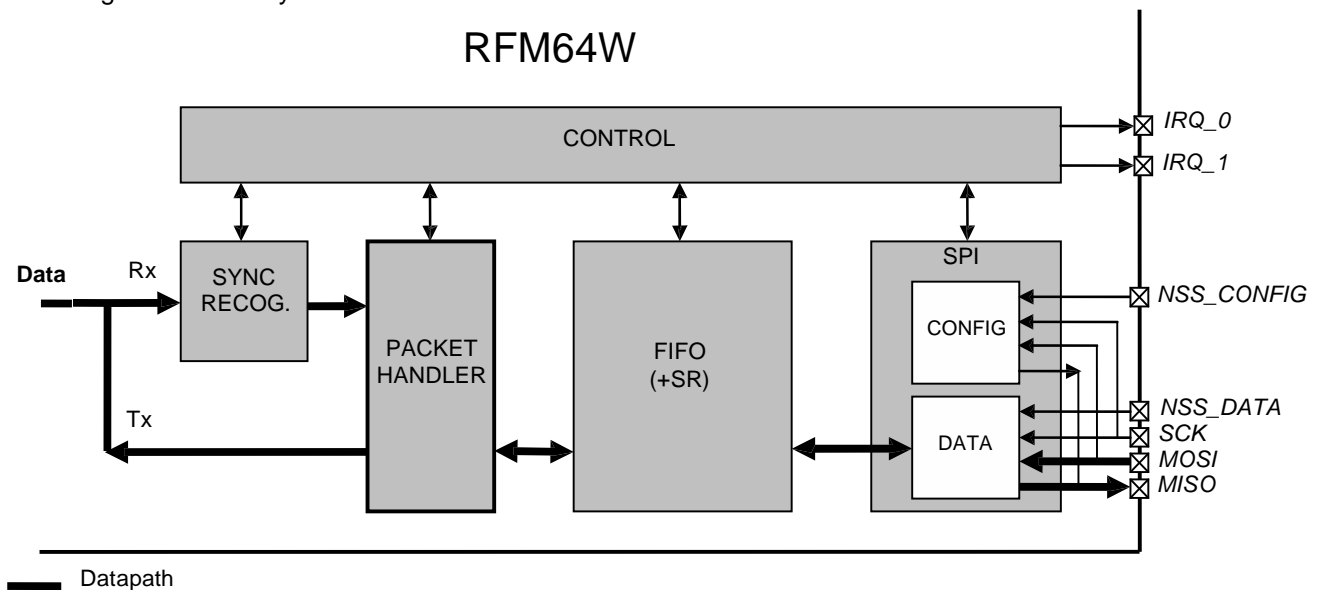 RFM64W
CONTROL
IRQ_0
IRQ_1
Data
Rx
SYNC
RECOG.
PACKET
HANDLER
FIFO
(+SR)
SPI
CONFIG
DATA
NSS_CONFIG
NSS_DATA
SCK
MOSI
MISO
Tx
Datapath